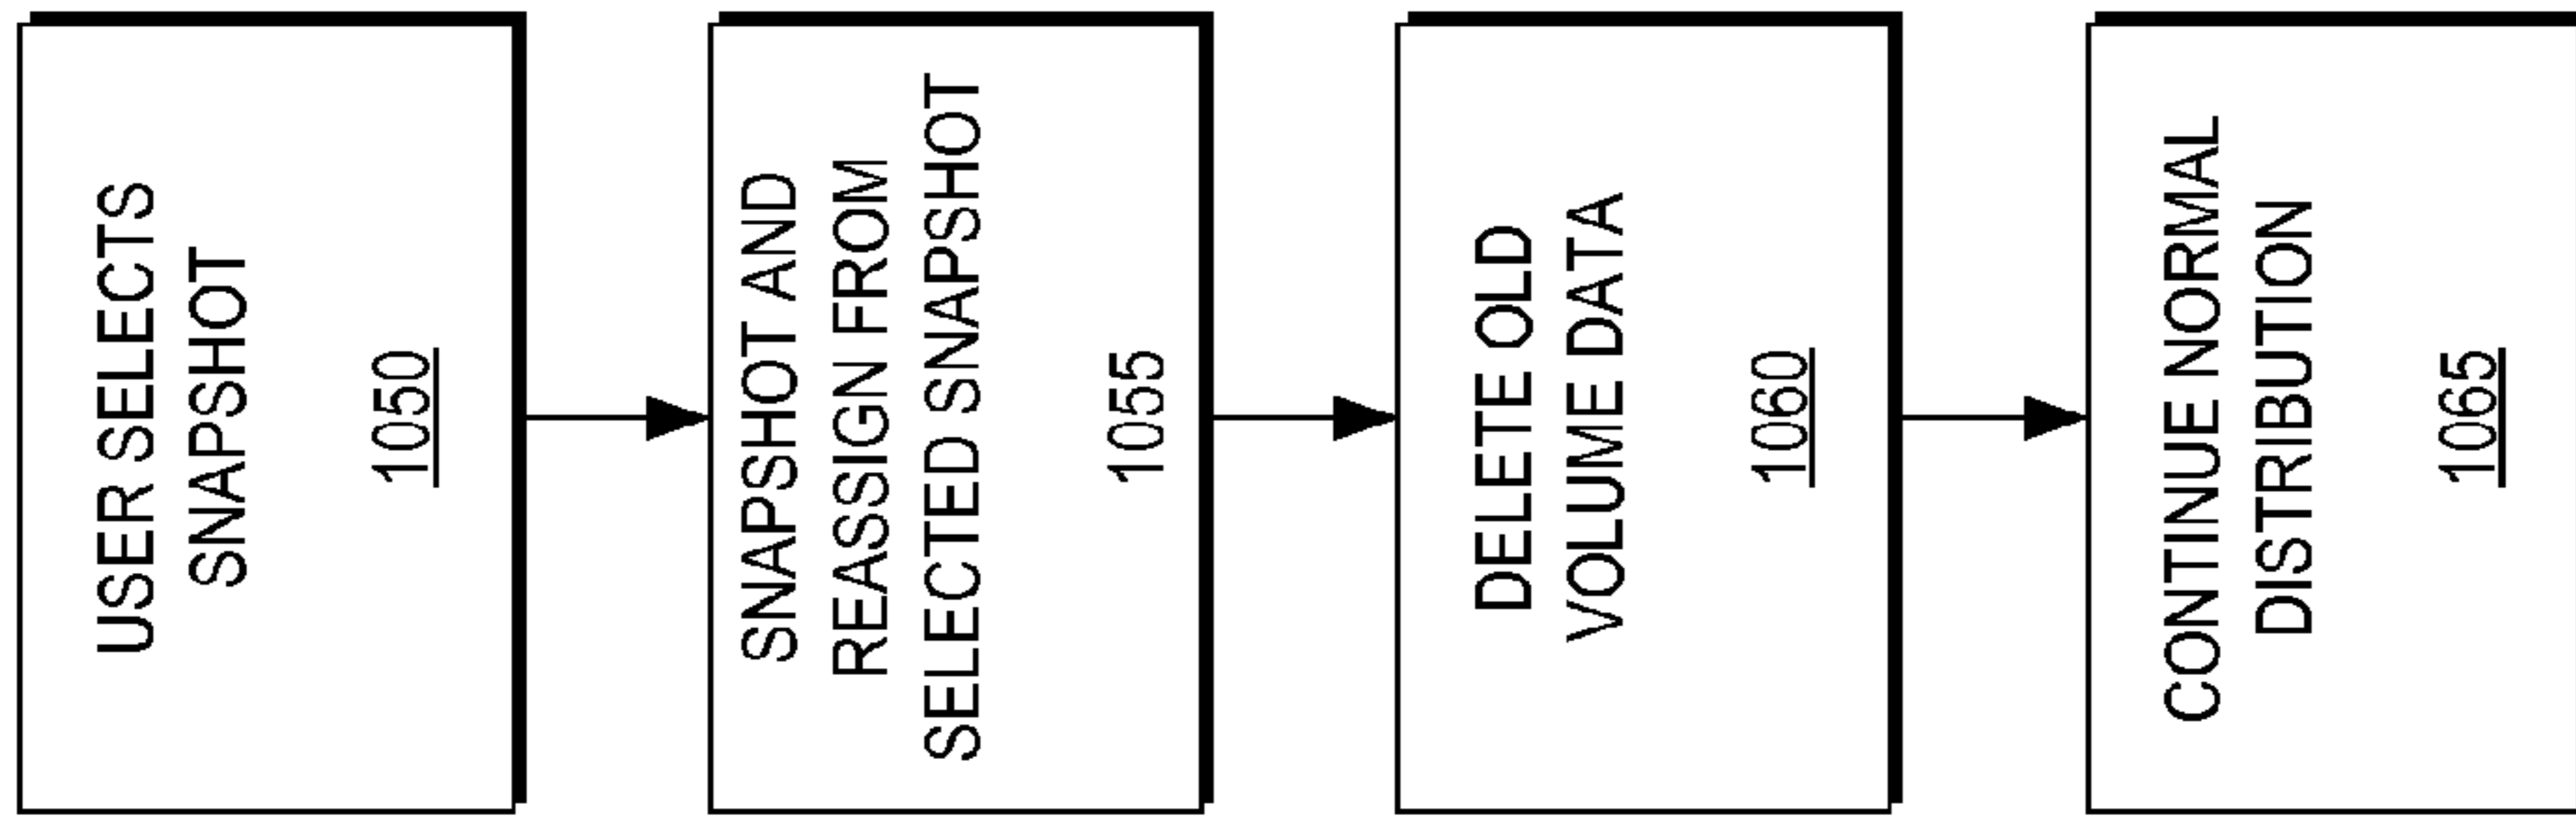 USER SELECTS
SNAPSHOT
1050
SNAPSHOT AND
REASSIGN FROM
SELECTED SNAPSHOT
1055
DELETE OLD
VOLUME DATA
1060
CONTINUE NORMAL
DISTRIBUTION
1065